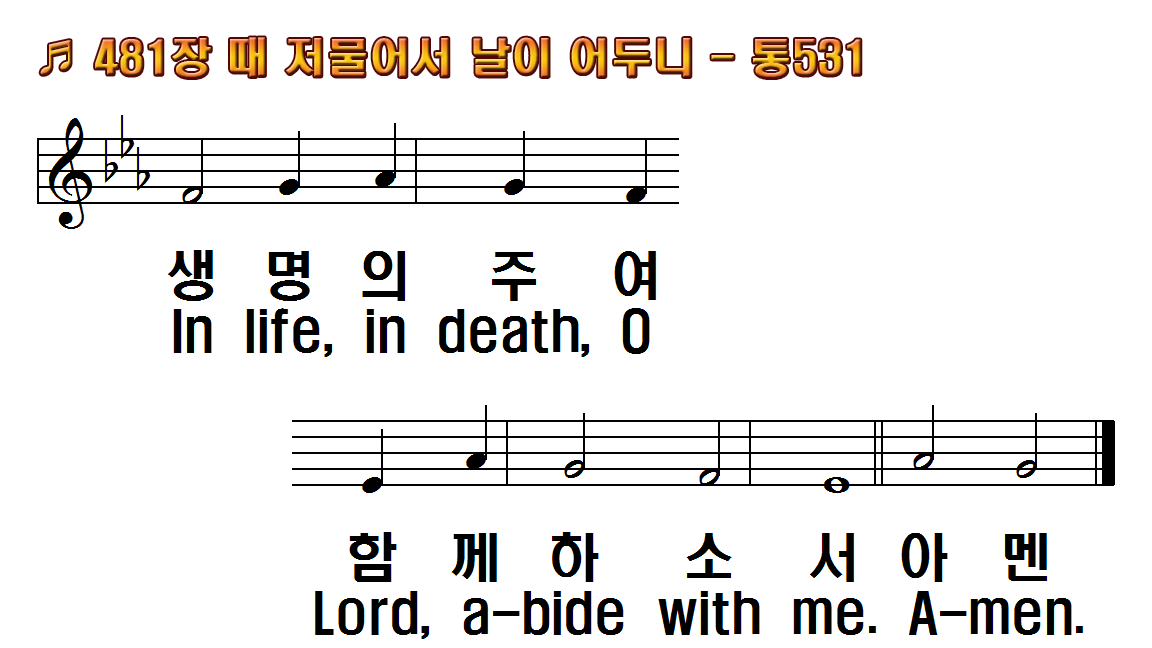 ♬ 481장 때 저물어서 날이 어두니 - 통531
생 명 의 주 여
In life, in death, O
함 께 하 소 서 아 멘
Lord, a-bide with me. A-men.